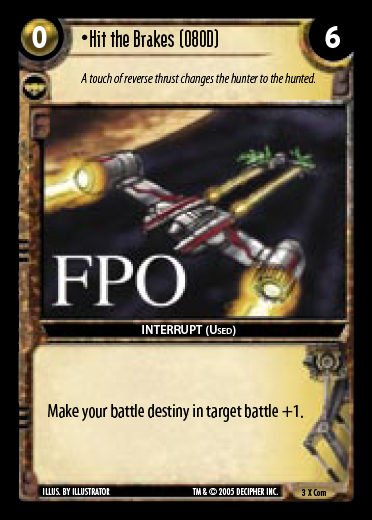 0
•Hit the Brakes (080D)
6
A touch of reverse thrust changes the hunter to the hunted.
FPO
INTERRUPT (USED)
Make your battle destiny in target battle +1.
ILLUS. BY ILLUSTRATOR
TM & © 2005 DECIPHER INC.
3 X Com